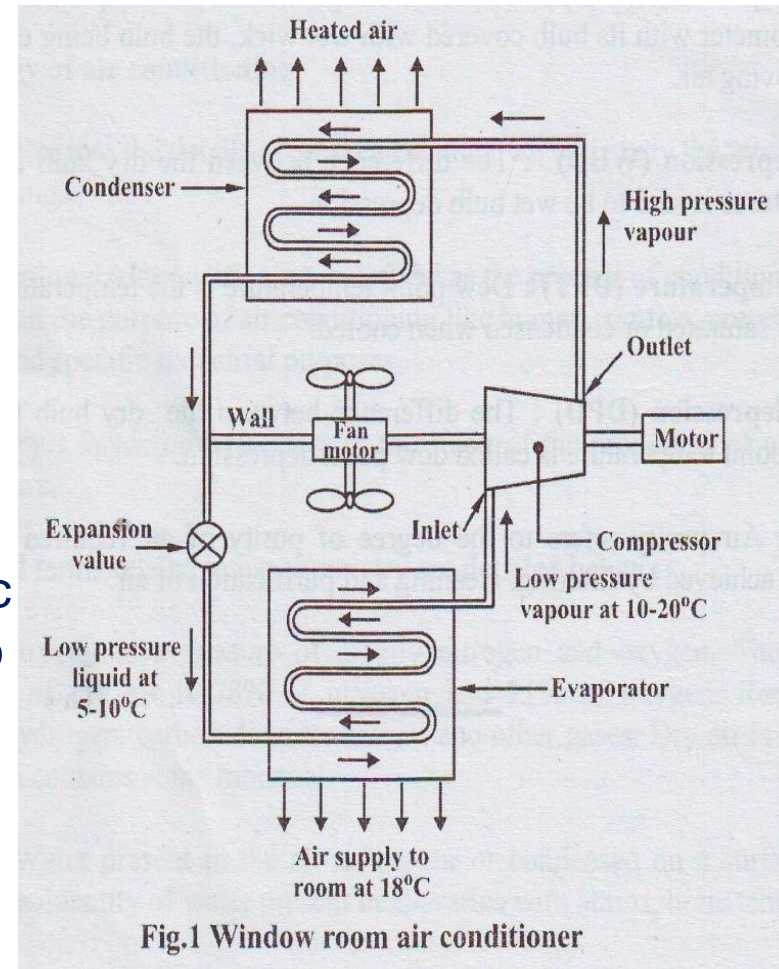 Heated air
Condenser
High pressure
vapour
Outlet
Wall
Fan
motor
Motor
Expansion
value
Inlet
Compressor
Low pressure
vapour at 10-20°C
Low pressure
liquid at
5-10°C
Evaporator
Air supply to
room at 18°C
Fig.1 Window room air conditioner